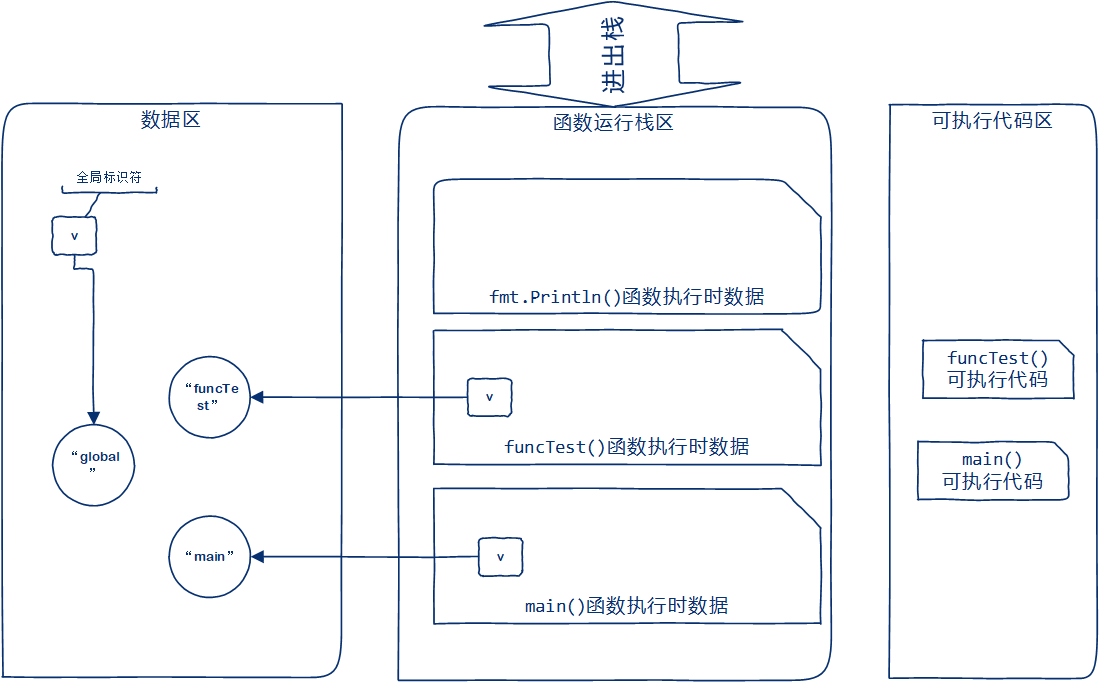 进出栈
数据区
全局标识符
v
“funcTe
st”
“global
”
“main”
函数运行栈区
fmt.Println()函数执行时数据
v
funcTest()函数执行时数据
v
main()函数执行时数据
可执行代码区
funcTest()
可执行代码
main()
可执行代码